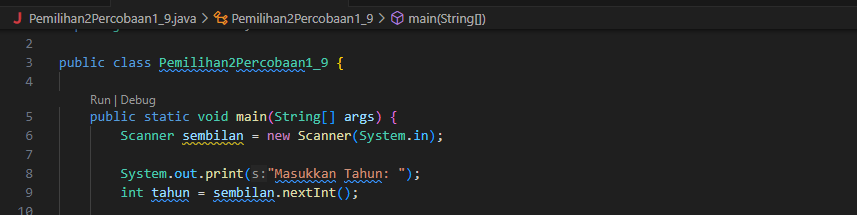 Pemilihan2Percobaan1_9.java > Pemilihan2Percobaan1_9 > main(String[])
2
3 public class Pemilihan2Percobaan1_9 {
4
Run | Debug
5 public static void main(String[] args) {
6 Scanner sembilan = new Scanner(System.in);
7
8 System.out.print(s:"Masukkan Tahun: ");
9 int tahun = sembilan.nextInt();
10